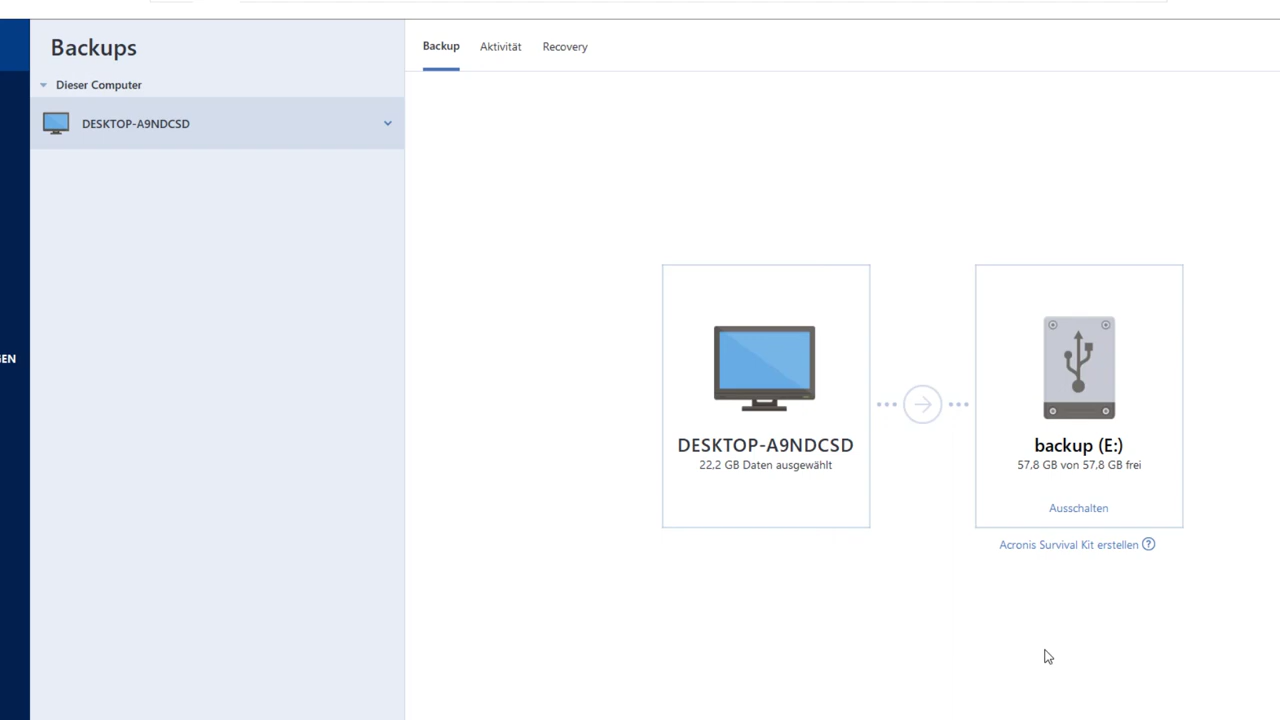 Backups
Dieser Computer
DESKTOP-A9NDCSD
Backup Aktivität Recovery
DESKTOP-A9NDCSD
22,2 GB Daten ausgewählt
backup (E:)
57,8 GB von 57,8 GB frei
Ausschalten
Acronis Survival Kit erstellen ?
GEN